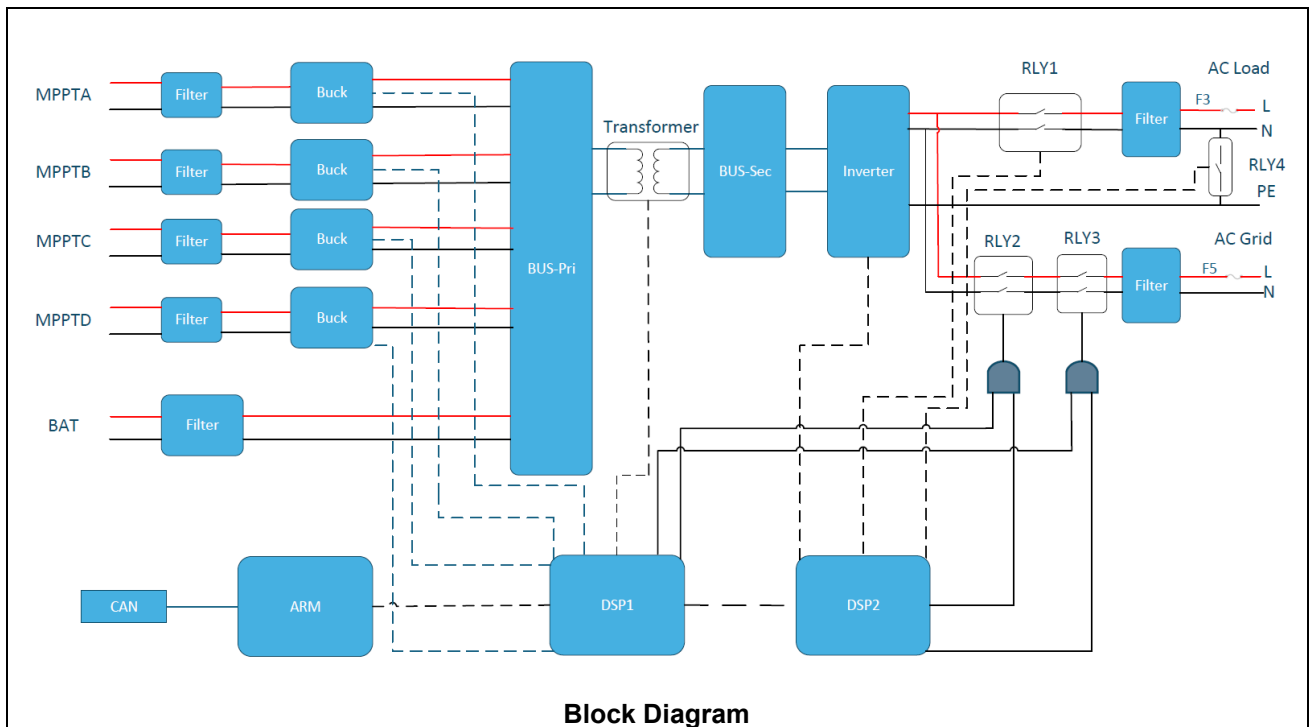 RLY1
AC Load
MPPTA
Filter
Buck
Filter
F3
L
N
Transformer
MPPTB
Filter
Buck
BUS-Sec
Inverter
RLY4
PE
MPPTC
Filter
Buck
BUS-Pri
RLY2
RLY3
AC Grid
Filter
F5
L
N
MPPTD
Filter
Buck
BAT
Filter
CAN
ARM
DSP1
DSP2
Block Diagram